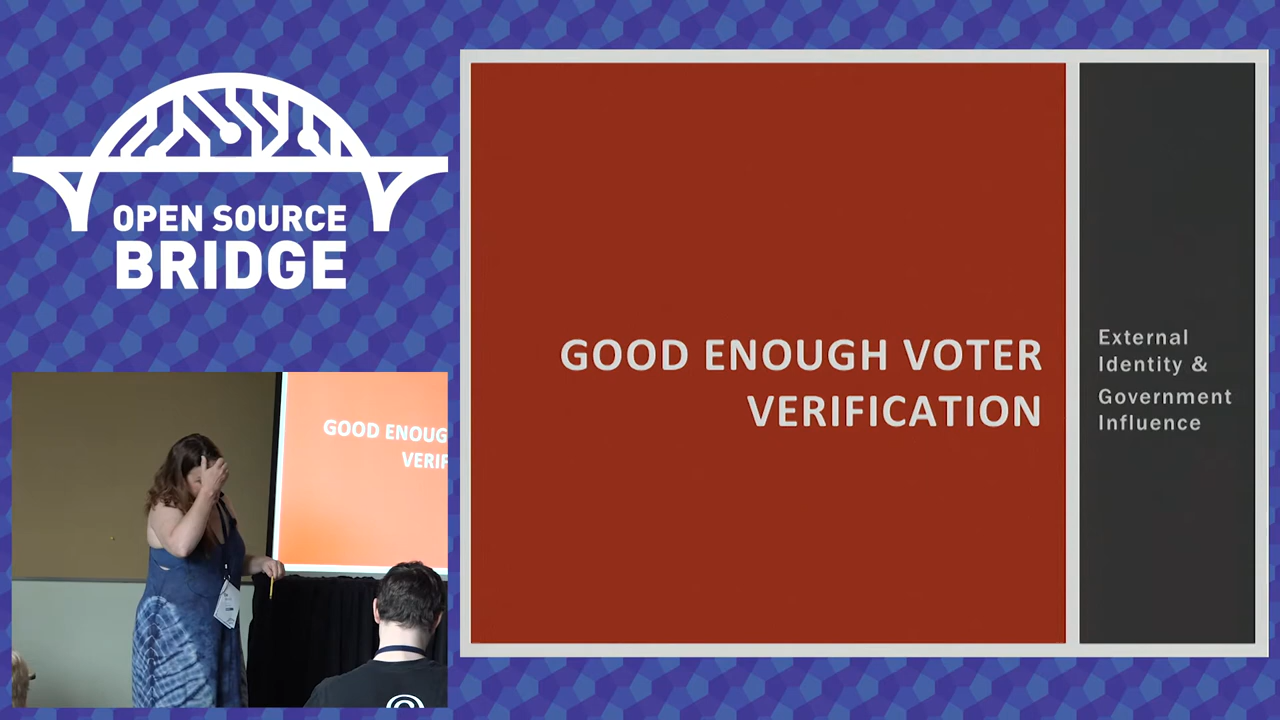 OPEN SOURCE
BRIDGE
GOOD ENOUGH VOTER
VERIFICATION
External
Identity &
Government
Influence
GOOD ENOUG
VERIF